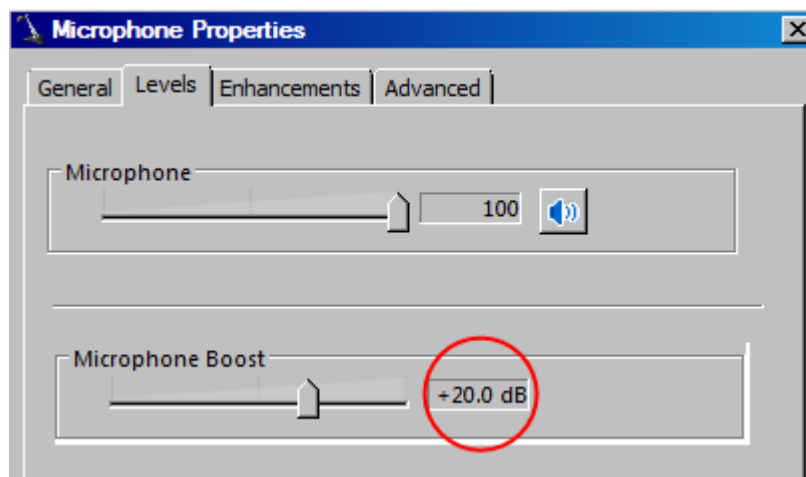 Microphone Properties
General Levels Enhancements Advanced
Microphone
100
Microphone Boost
+20.0 dB